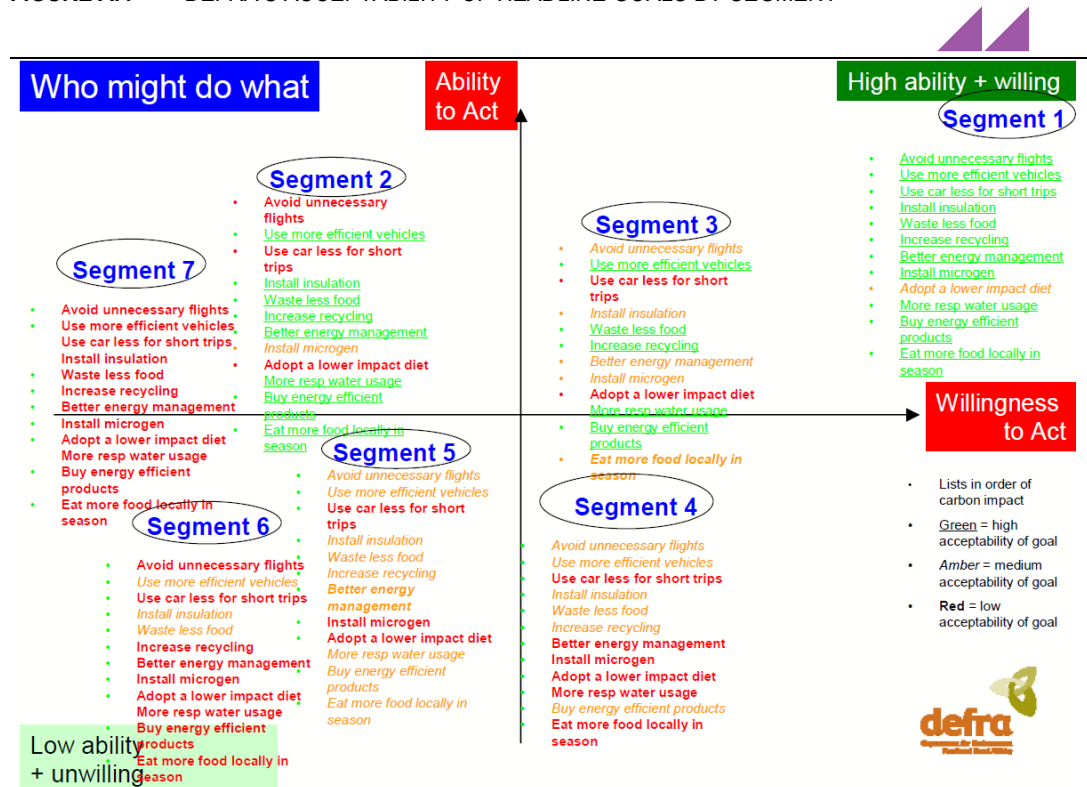 DEFRA'S ACCEPTABILITY OF HEADLINE GOALS BY SEGMENT
Who might do what
Ability
to Act
High ability + willing
Segment 1
• Avoid unnecessary flights
• Use more efficient vehicles
• Use car less for short trips
• Install insulation
• Waste less food
• Increase recycling
• Better energy management
• Install microgen
• Adopt a lower impact diet
• More resp water usage
• Buy energy efficient
products
• Eat more food locally in
season
Segment 2
• Avoid unnecessary
flights
• Use more efficient vehicles
• Use car less for short
trips
• Install insulation
• Waste less food
• Increase recycling
• Better energy management
• Install microgen
• Adopt a lower impact diet
More resp water usage
• Buy energy efficient
products
• Eat more food locally in
season
Segment 3
• Avoid unnecessary flights
• Use more efficient vehicles
• Use car less for short
trips
• Install insulation
• Waste less food
• Increase recycling
• Better energy management
• Install microgen
• Adopt a lower impact diet
More resp water usage
• Buy energy efficient
products
• Eat more food locally in
season
Segment 7
• Avoid unnecessary flights
• Use more efficient vehicles
Use car less for short trips
Install insulation
• Waste less food
• Increase recycling
• Better energy management
• Install microgen
• Adopt a lower impact diet
More resp water usage
• Buy energy efficient
products
• Eat more food locally in
season
Willingness
to Act
Segment 5
• Avoid unnecessary flights
• Use more efficient vehicles
• Use car less for short
trips
• Install insulation
• Waste less food
• Increase recycling
• Better energy
management
• Install microgen
• Adopt a lower impact diet
• More resp water usage
• Buy energy efficient
products
• Eat more food locally in
season
Segment 6
• Avoid unnecessary flights
• Use more efficient vehicles
• Use car less for short trips
• Install insulation
• Waste less food
• Increase recycling
• Better energy management
• Install microgen
• Adopt a lower impact diet
More resp water usage
• Buy energy efficient
products
• Eat more food locally in
season
Segment 4
• Avoid unnecessary flights
• Use more efficient vehicles
• Use car less for short trips
• Install insulation
• Waste less food
• Increase recycling
• Better energy management
• Install microgen
• Adopt a lower impact diet
• More resp water usage
• Buy energy efficient products
• Eat more food locally in
season
• Lists in order of
carbon impact
• Green = high
acceptability of goal
• Amber = medium
acceptability of goal
• Red = low
acceptability of goal
Low ability
+ unwilling
defra